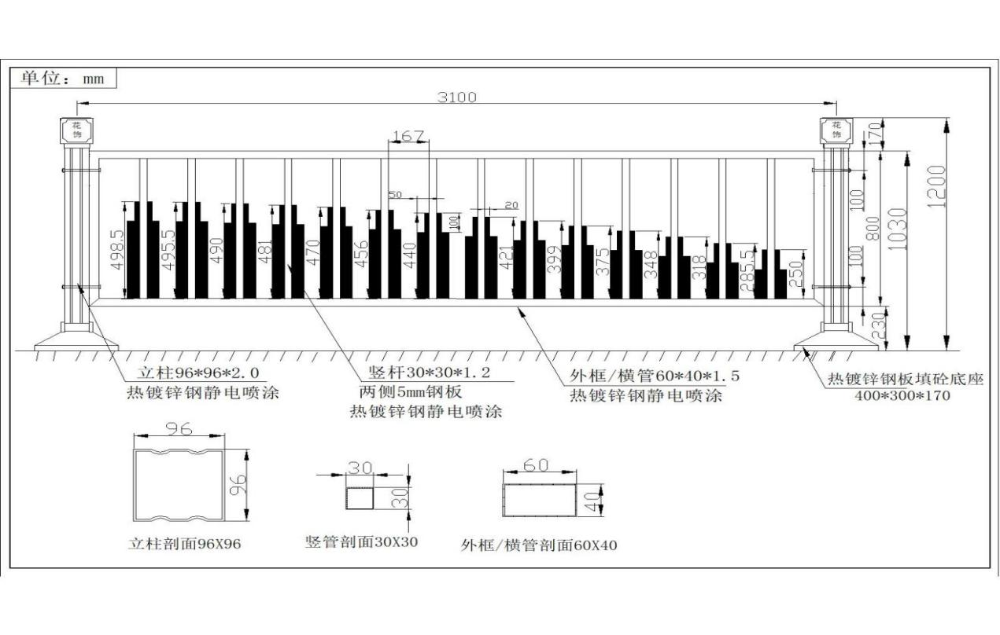 单位：mm
3100
花
饰
花
饰
170
167
1200
100
50
20
100
800
1030
498.5
495.5
490
481
470
456
440
421
399
375
348
318
285.5
250
100
230
立柱96*96*2.0
热镀锌钢静电喷涂
竖杆30*30*1.2
两侧5mm钢板
热镀锌钢静电喷涂
外框/横管60*40*1.5
热镀锌钢静电喷涂
热镀锌钢板填砼底座
400*300*170
96
96
30
30
60
40
立柱剖面96X96
竖管剖面30X30
外框/横管剖面60X40